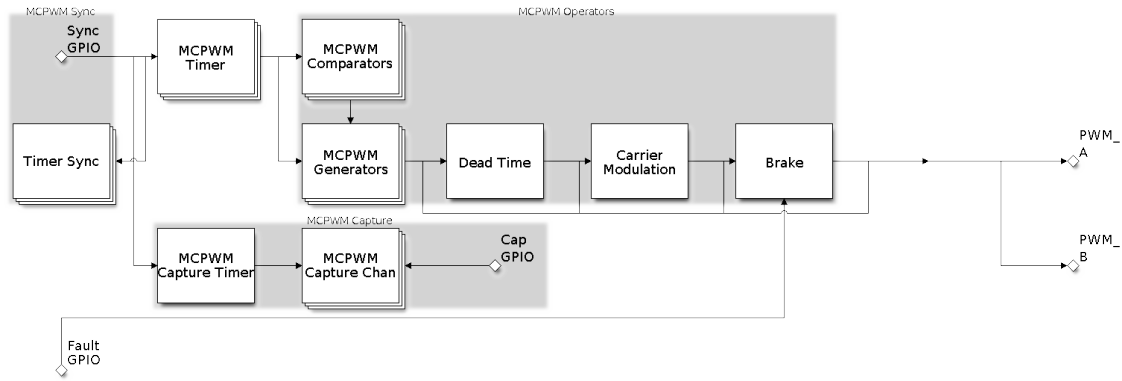 MCPWM Sync
MCPWM Operators
Sync
GPIO
MCPWM
Timer
MCPWM
Comparators
Timer Sync
MCPWM
Generators
Dead Time
Carrier
Modulation
Brake
PWM_
A
MCPWM Capture
MCPWM
Capture Timer
MCPWM
Capture Chan
Cap
GPIO
PWM_
B
Fault
GPIO